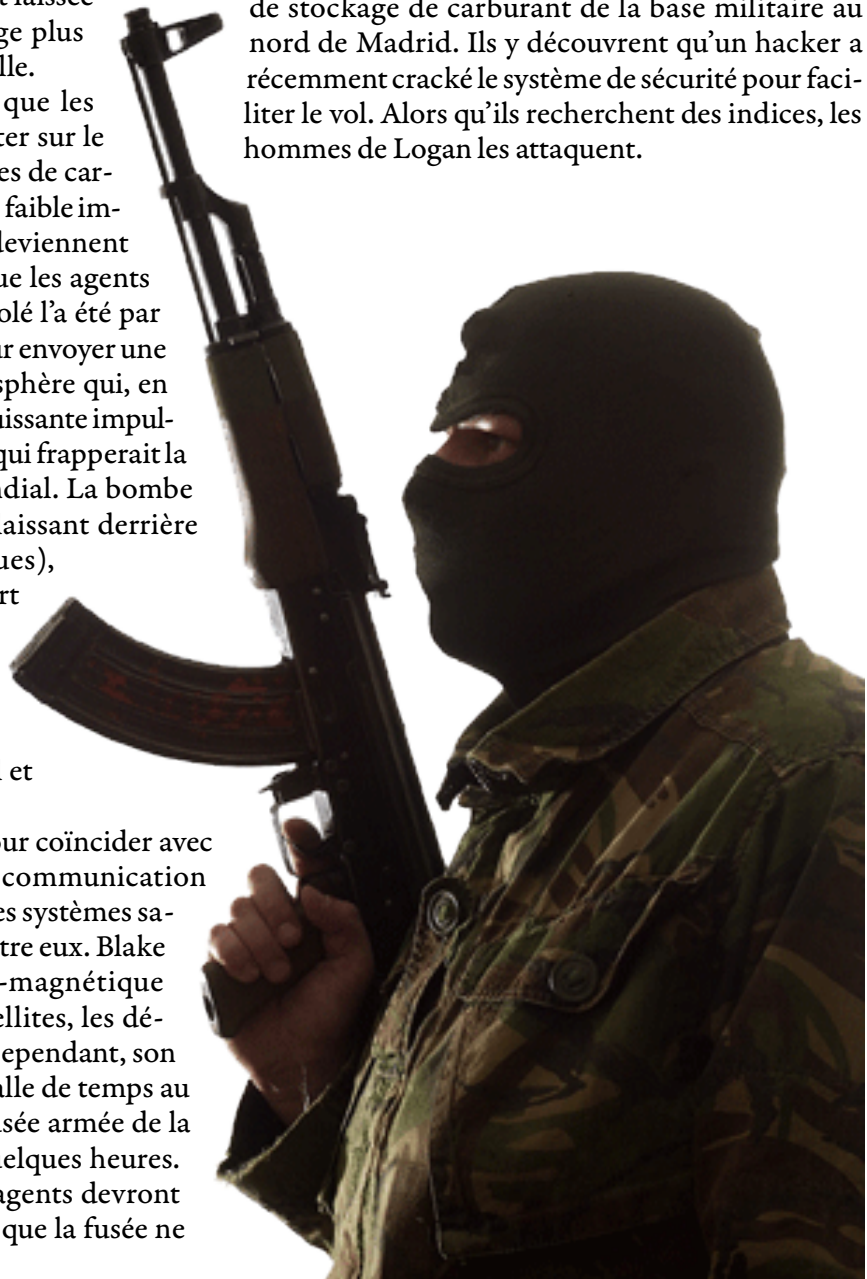 laissée
ge plus
lle.
que les
ter sur le
es de car-
faible im-
deviennent
ue les agents
olé l’a été par
ur envoyer une
sphère qui, en
uissante impul-
qui frapperait la
ndial. La bombe
laissant derrière
ues),
rt
et
ur coïncider avec
communication
es systèmes sa-
tre eux. Blake
-magnétique
ellites, les dé-
ependant, son
alle de temps au
sée armée de la
uelques heures.
agents devront
que la fusée ne
de stockage de carburant de la base militaire au
nord de Madrid. Ils y découvrent qu’un hacker a
récemment cracké le système de sécurité pour faci-
liter le vol. Alors qu’ils recherchent des indices, les
hommes de Logan les attaquent.